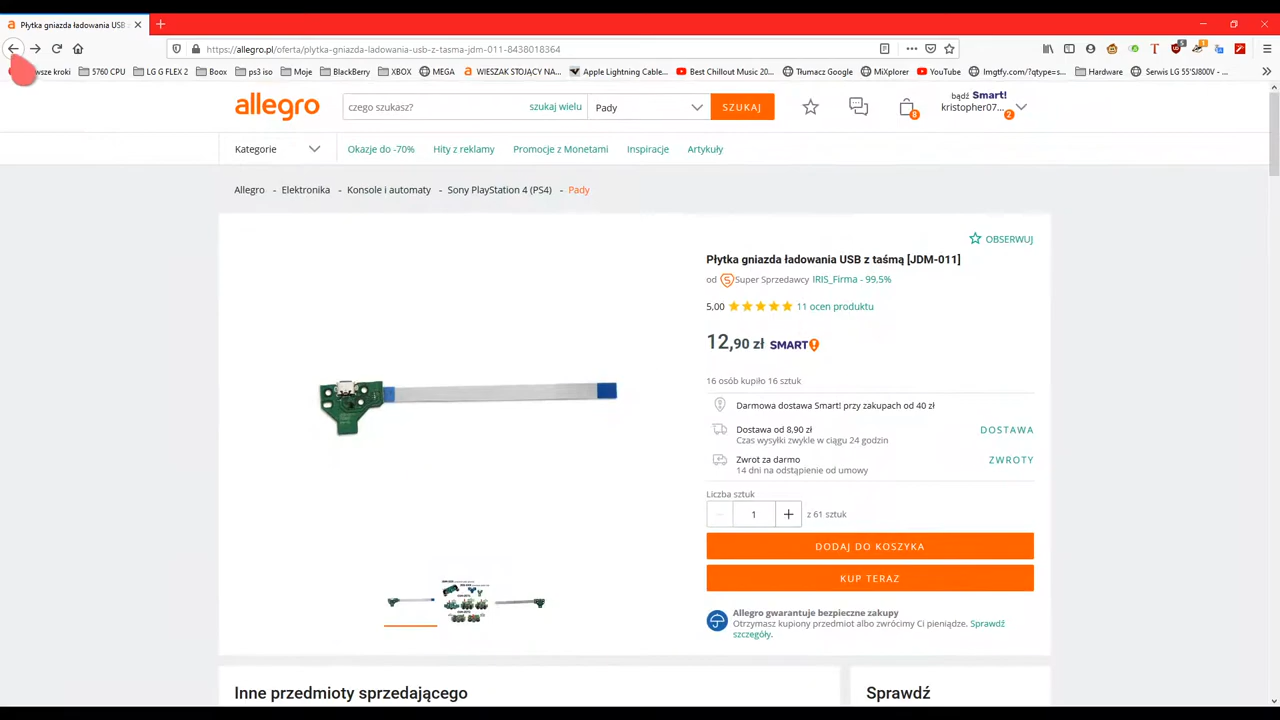 Płytka gniazda ładowania USB z
https://allegro.pl/oferta/plytka-gniazda-ladowania-usb-z-tasma-jdm-011-8438018364
wsze kroki 5760 CPU LG G FLEX 2 Boox ps3 iso Moje BlackBerry XBOX MEGA WIESZAK STOJĄCY NA... Apple Lightning Cable... Best Chillout Music 20... Tłumacz Google MiXplorer YouTube lmgtfy.com/?qtype=s... Hardware Serwis LG 55'SJ800V - ...
allegro czego szukasz? szukaj wielu Pady SZUKAJ 8 bądź Smart!
kristopher07... 2
Kategorie Okazje do -70% Hity z reklamy Promocje z Monetami Inspiracje Artykuły
Allegro - Elektronika - Konsole i automaty - Sony PlayStation 4 (PS4) - Pady
OBSERWUJ
Płytka gniazda ładowania USB z taśmą [JDM-011]
od Super Sprzedawcy IRIS_Firma - 99,5%
5,00 11 ocen produktu
12,90 zł SMART!
16 osób kupiło 16 sztuk
Darmowa dostawa Smart! przy zakupach od 40 zł
Dostawa od 8,90 zł DOSTAWA
Czas wysyłki zwykle w ciągu 24 godzin
Zwrot za darmo ZWROTY
14 dni na odstąpienie od umowy
Liczba sztuk
1 z 61 sztuk
DODAJ DO KOSZYKA
KUP TERAZ
Allegro gwarantuje bezpieczne zakupy
Otrzymasz kupiony przedmiot albo zwrócimy Ci pieniądze. Sprawdź
szczegóły.
Inne przedmioty sprzedającego Sprawdź